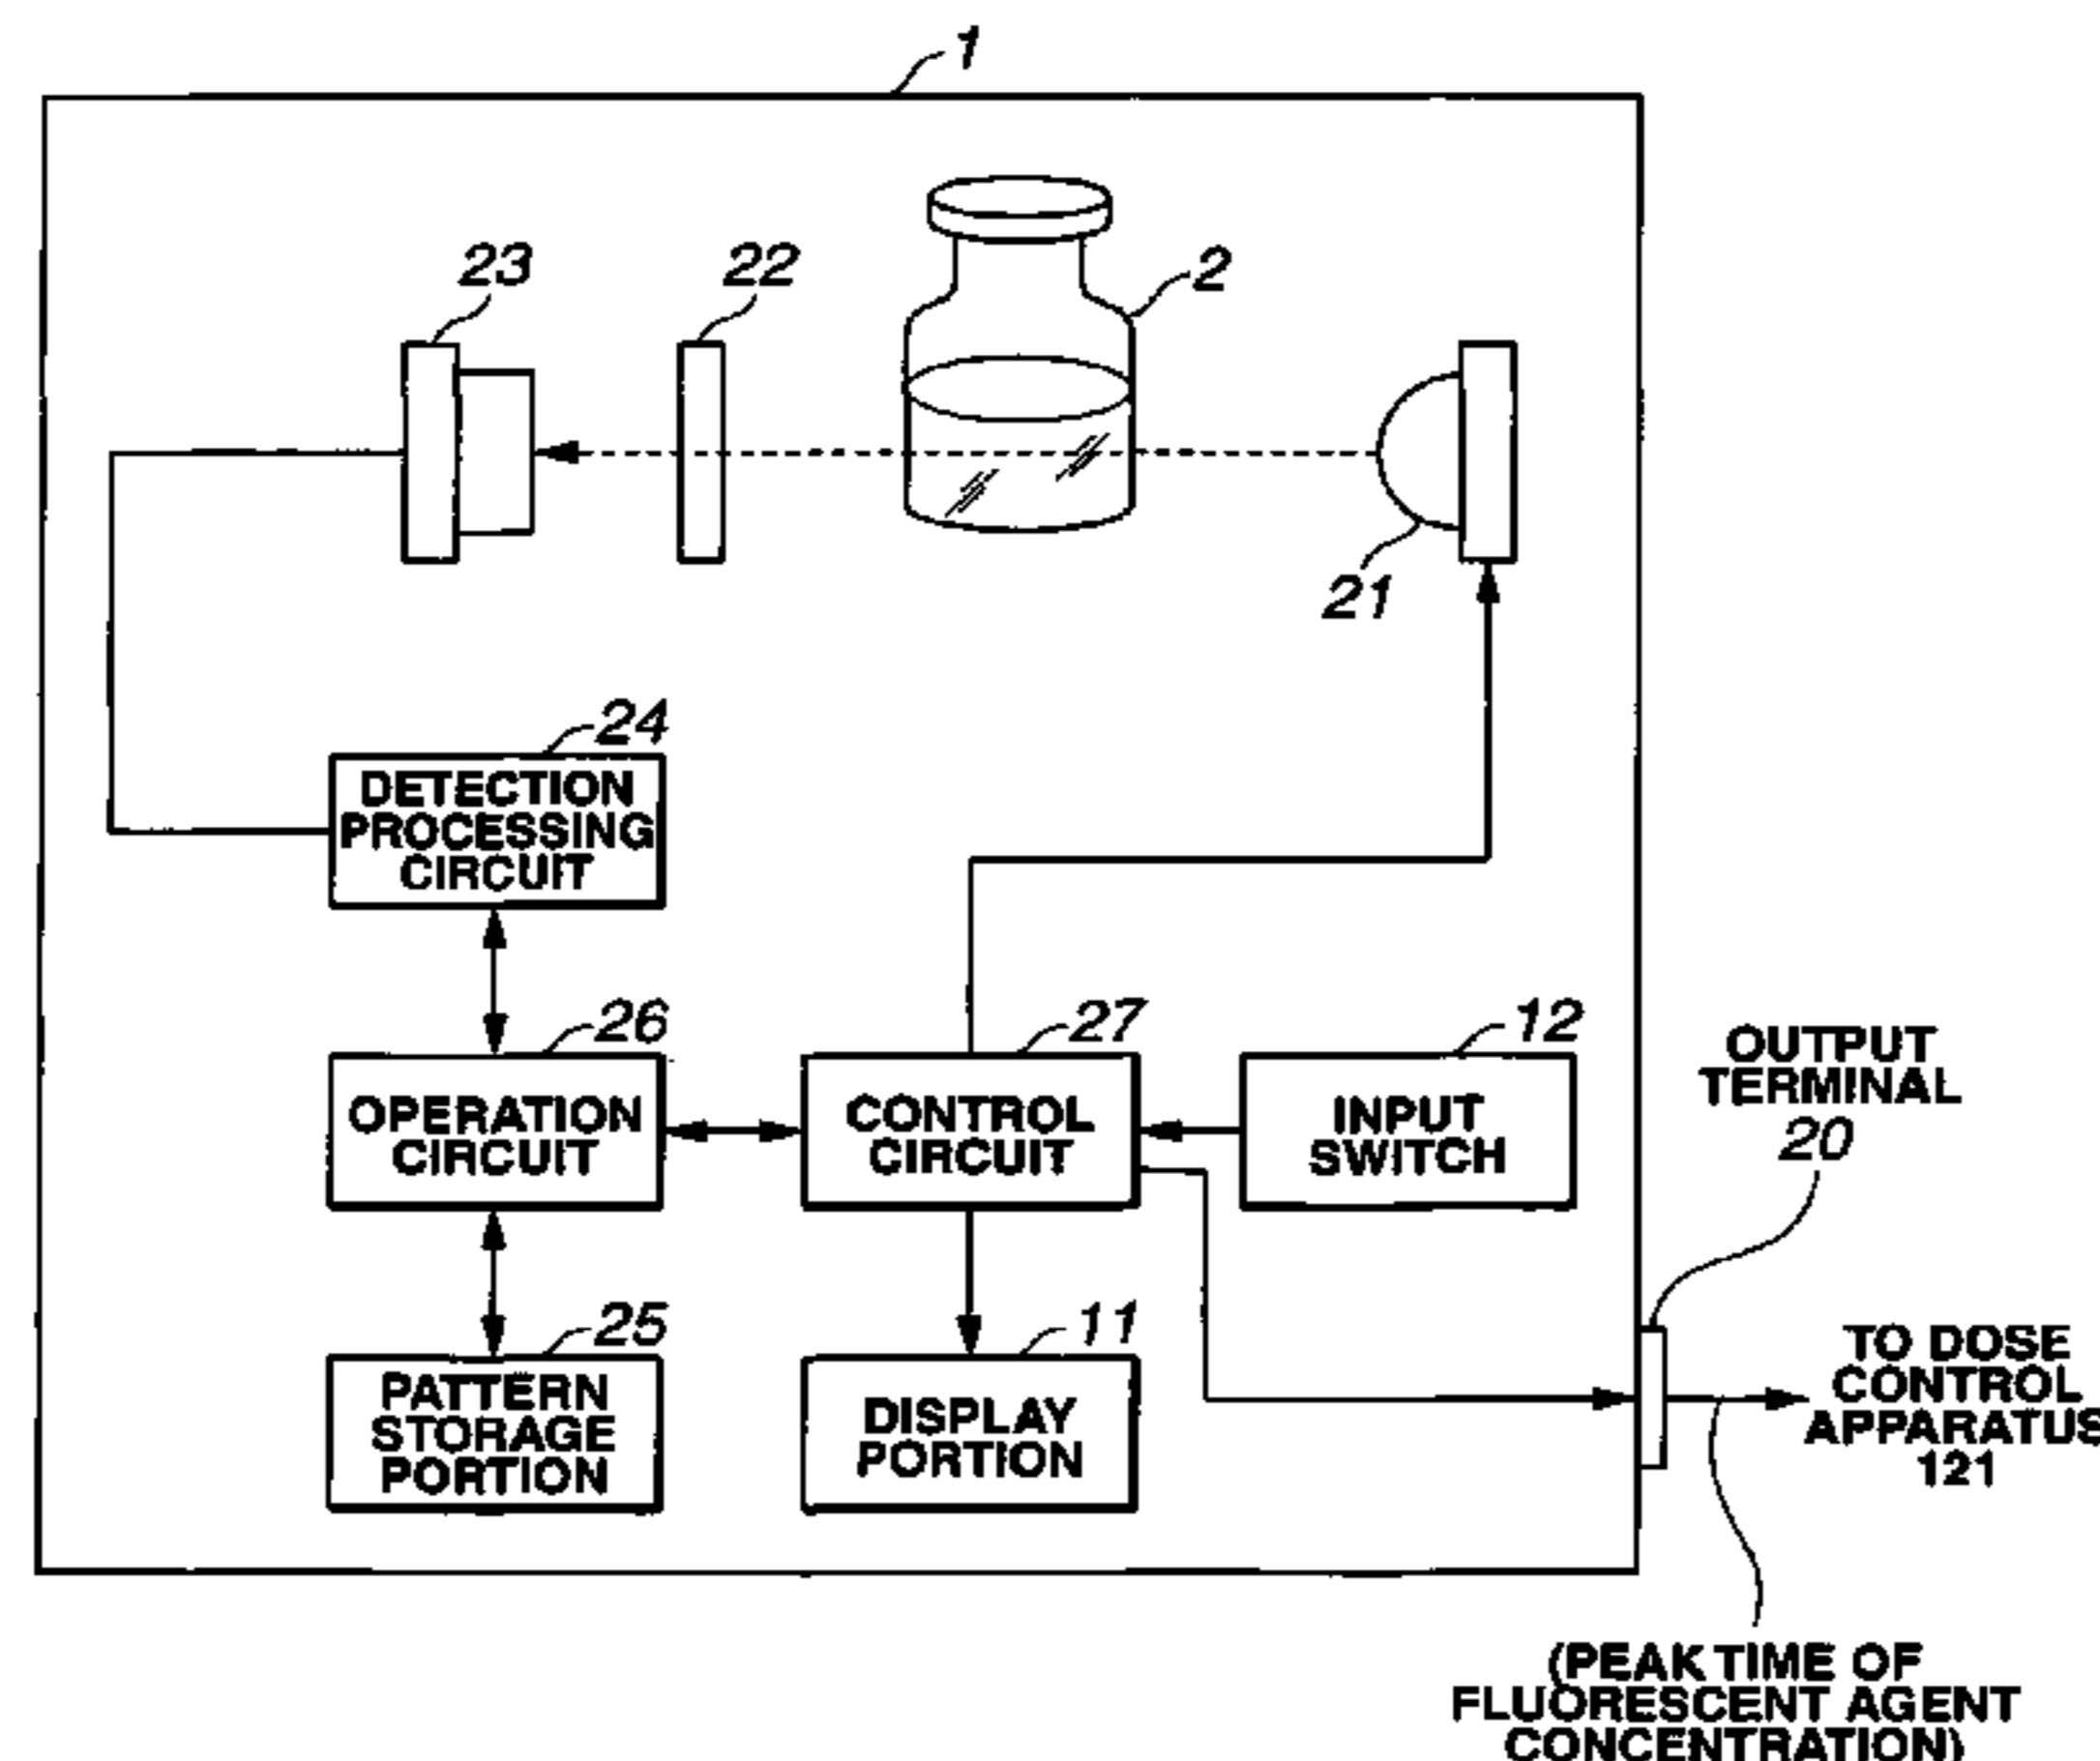 1
23
22
2
21
24
DETECTION
PROCESSING
CIRCUIT
26
27
12
OPERATION
CIRCUIT
CONTROL
CIRCUIT
INPUT
SWITCH
OUTPUT
TERMINAL
20
25
11
PATTERN
STORAGE
PORTION
DISPLAY
PORTION
TO DOSE
CONTROL
APPARATUS
121
(PEAK TIME OF
FLUORESCENT AGENT
CONCENTRATION)